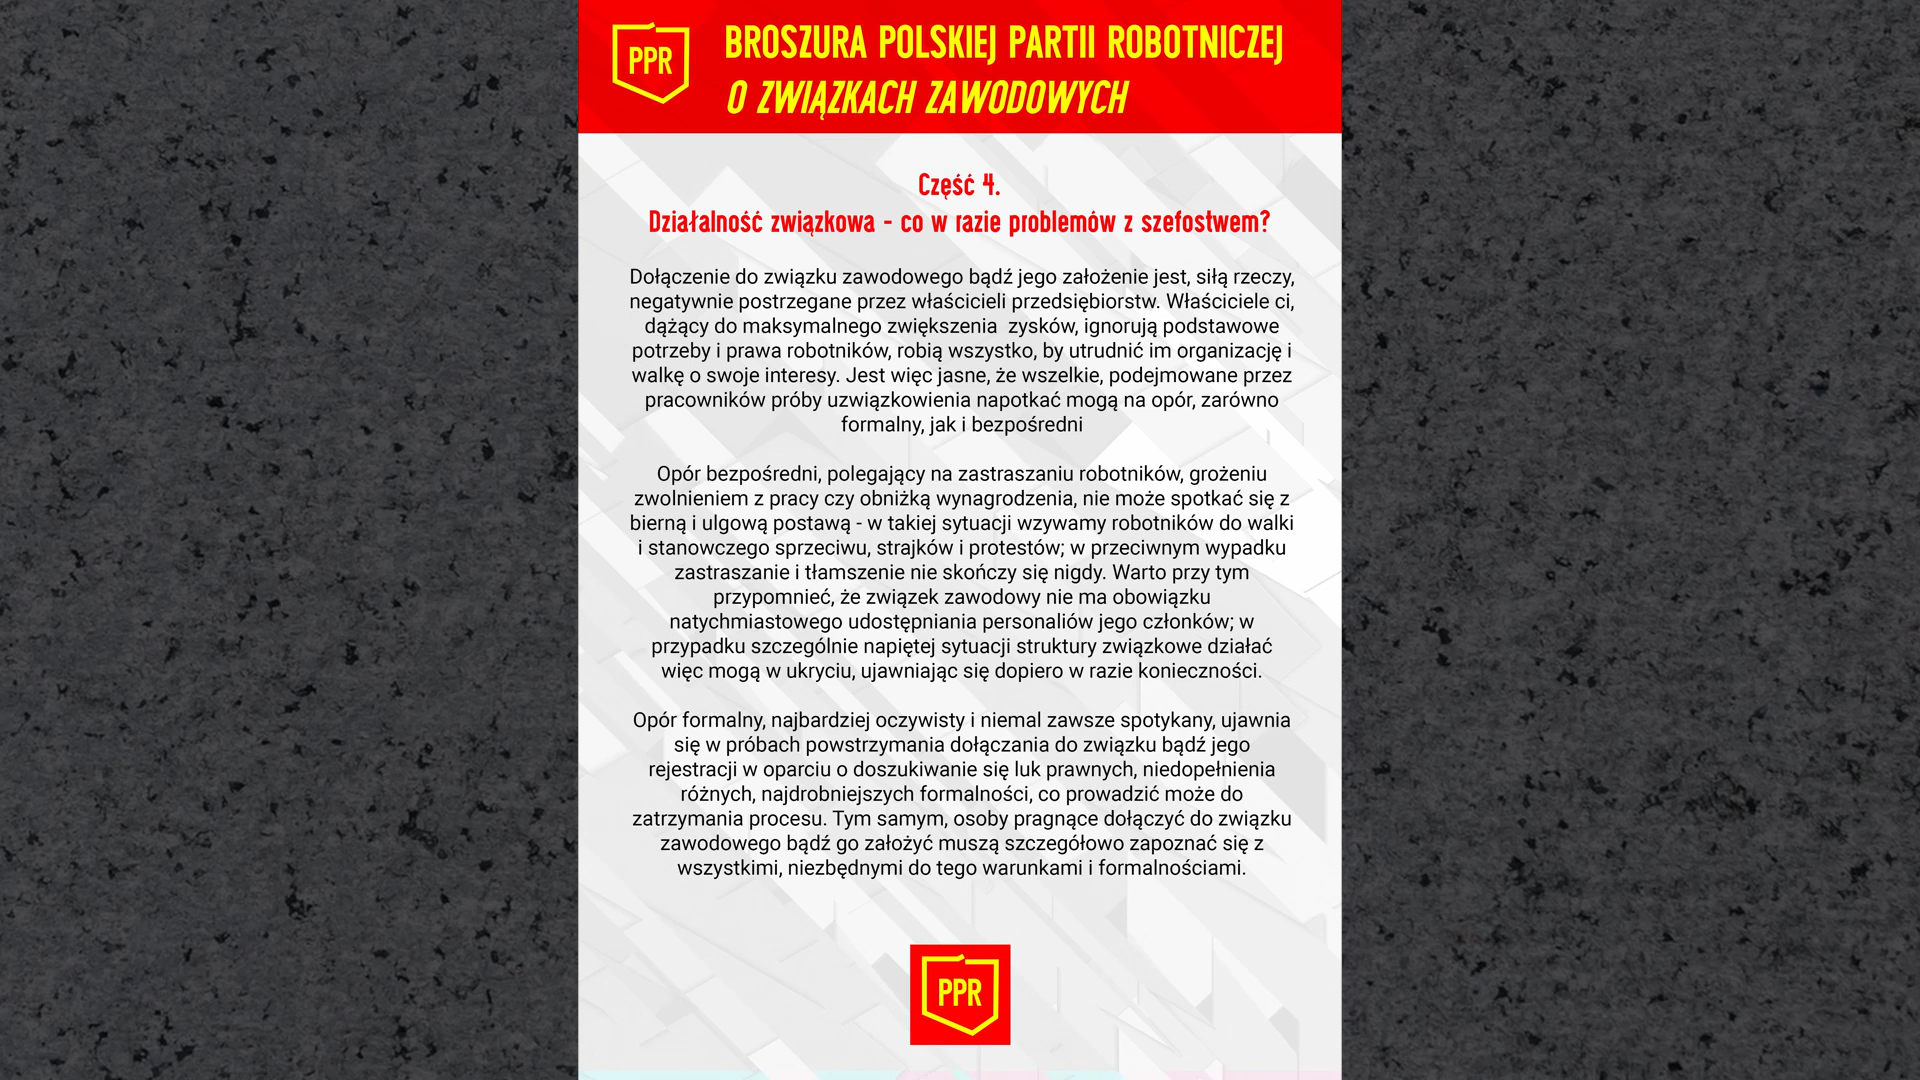 PPR
BROSZURA POLSKIEJ PARTII ROBOTNICZEJ
O ZWIĄZKACH ZAWODOWYCH
Część 4.
Działalność związkowa - co w razie problemów z szefostwem?
Dołączenie do związku zawodowego bądź jego założenie jest, siłą rzeczy,
negatywnie postrzegane przez właścicieli przedsiębiorstw. Właściciele ci,
dążący do maksymalnego zwiększenia  zysków, ignorują podstawowe
potrzeby i prawa robotników, robią wszystko, by utrudnić im organizację i
walkę o swoje interesy. Jest więc jasne, że wszelkie, podejmowane przez
pracowników próby uzwiązkowienia napotkać mogą na opór, zarówno
formalny, jak i bezpośredni
Opór bezpośredni, polegający na zastraszaniu robotników, grożeniu
zwolnieniem z pracy czy obniżką wynagrodzenia, nie może spotkać się z
bierną i ulgową postawą - w takiej sytuacji wzywamy robotników do walki
i stanowczego sprzeciwu, strajków i protestów; w przeciwnym wypadku
zastraszanie i tłamszenie nie skończy się nigdy. Warto przy tym
przypomnieć, że związek zawodowy nie ma obowiązku
natychmiastowego udostępniania personaliów jego członków; w
przypadku szczególnie napiętej sytuacji struktury związkowe działać
więc mogą w ukryciu, ujawniając się dopiero w razie konieczności.
Opór formalny, najbardziej oczywisty i niemal zawsze spotykany, ujawnia
się w próbach powstrzymania dołączania do związku bądź jego
rejestracji w oparciu o doszukiwanie się luk prawnych, niedopełnienia
różnych, najdrobniejszych formalności, co prowadzić może do
zatrzymania procesu. Tym samym, osoby pragnące dołączyć do związku
zawodowego bądź go założyć muszą szczegółowo zapoznać się z
wszystkimi, niezbędnymi do tego warunkami i formalnościami.
PPR